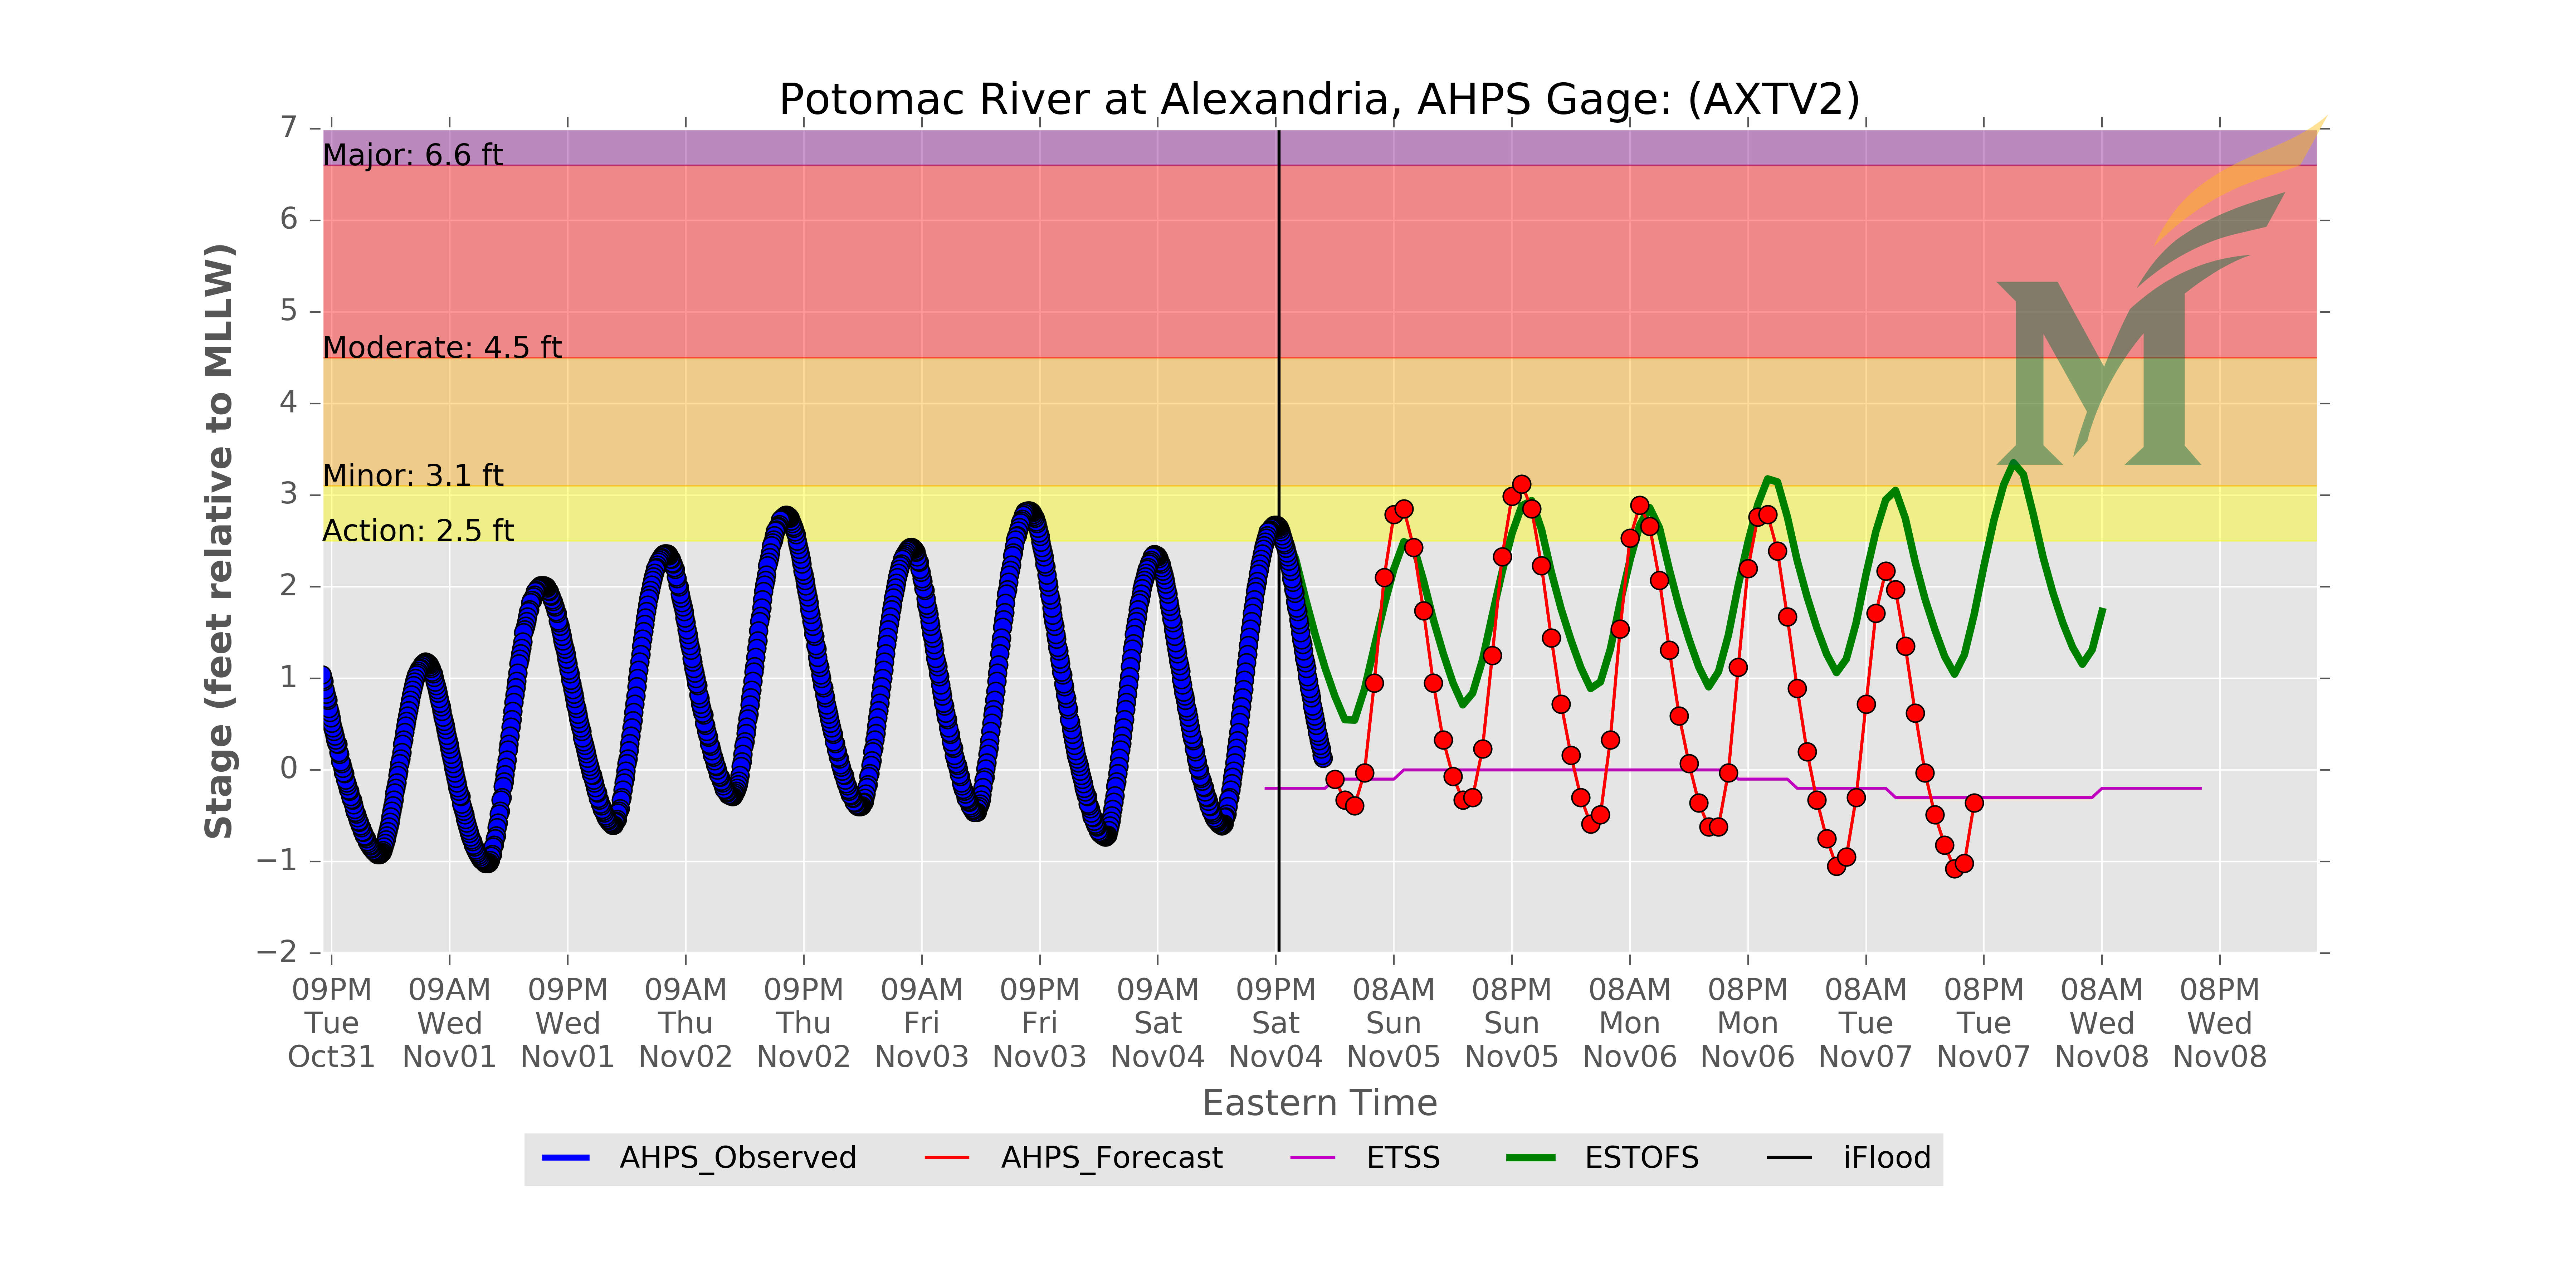 Potomac River at Alexandria, AHPS Gage: (AXTV2)
Stage (feet relative to MLLW)
7
6
5
4
3
2
1
0
−1
−2
Major: 6.6 ft
Moderate: 4.5 ft
Minor: 3.1 ft
Action: 2.5 ft
M
09PM 09AM 09PM 09AM 09PM 09AM 09PM 09AM 09PM 08AM 08PM 08AM 08PM 08AM 08PM 08AM 08PM
Tue Wed Wed Thu Thu Fri Fri Sat Sat Sun Sun Mon Mon Tue Tue Wed Wed
Oct31 Nov01 Nov01 Nov02 Nov02 Nov03 Nov03 Nov04 Nov04 Nov05 Nov05 Nov06 Nov06 Nov07 Nov07 Nov08 Nov08
Eastern Time
AHPS_Observed AHPS_Forecast ETSS ESTOFS iFlood